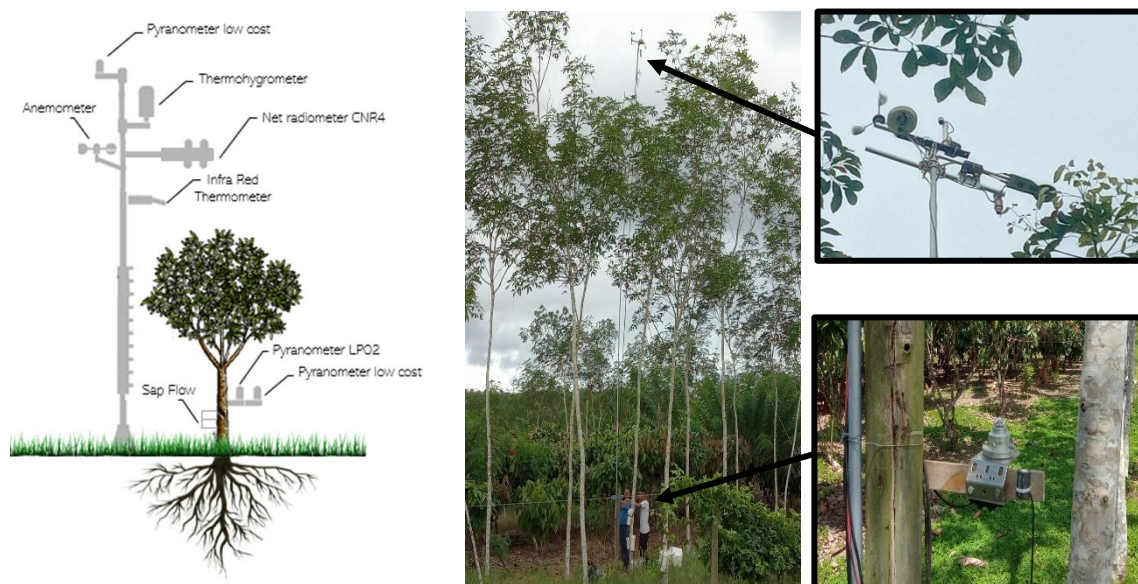 Pyranometer low cost
Thermohygrometer
Anemometer
Net radiometer CNR4
Infra Red
Thermometer
Pyranometer LP02
Pyranometer low cost
Sap Flow